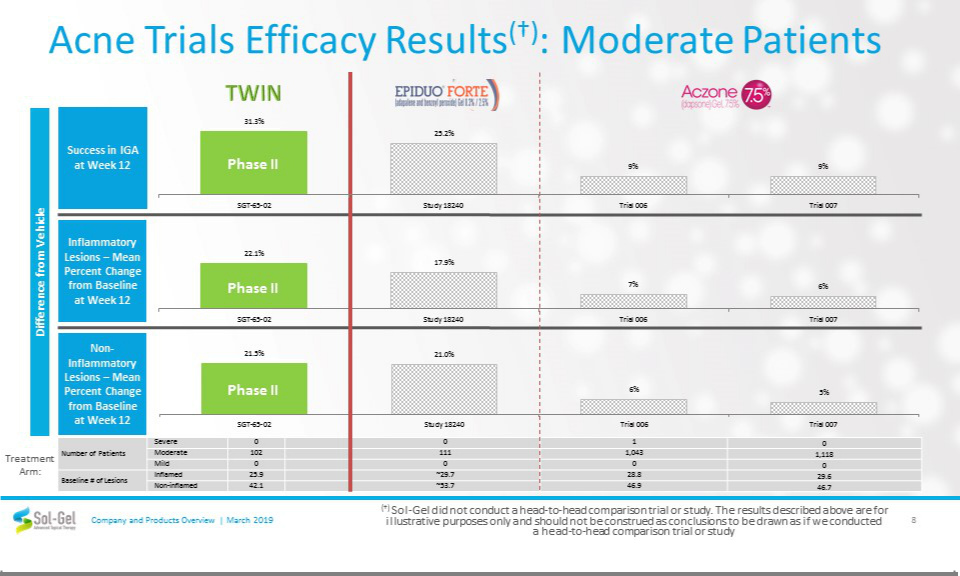 Acne Trials Efficacy Results(†): Moderate Patients
TWIN
EPIDUO® FORTE
(adapalene and benzoyl peroxide) Gel 0.3% / 2.5%
Aczone 7.5%
(dapsone) Gel, 7.5%
Difference from Vehicle
Success in IGA
at Week 12
31.3%
Phase II
25.2%
9%
9%
SGT-65-02
Study 18240
Trial 006
Trial 007
Inflammatory
Lesions – Mean
Percent Change
from Baseline
at Week 12
22.1%
Phase II
17.9%
7%
6%
SGT-65-02
Study 18240
Trial 006
Trial 007
Non-
Inflammatory
Lesions – Mean
Percent Change
from Baseline
at Week 12
21.5%
Phase II
21.0%
6%
5%
SGT-65-02
Study 18240
Trial 006
Trial 007
Treatment
Arm:
Number of Patients
Severe 0 0 1 0
Moderate 102 111 1,043 1,118
Mild 0 0 0 0
Baseline # of Lesions
Inflamed 25.9 ~29.7 28.8 29.6
Non-inflamed 42.1 ~53.7 46.9 46.7
Sol-Gel
Advanced Topical Therapy
Company and Products Overview | March 2019
(†) Sol-Gel did not conduct a head-to-head comparison trial or study. The results described above are for
illustrative purposes only and should not be construed as conclusions to be drawn as if we conducted
a head-to-head comparison trial or study
8